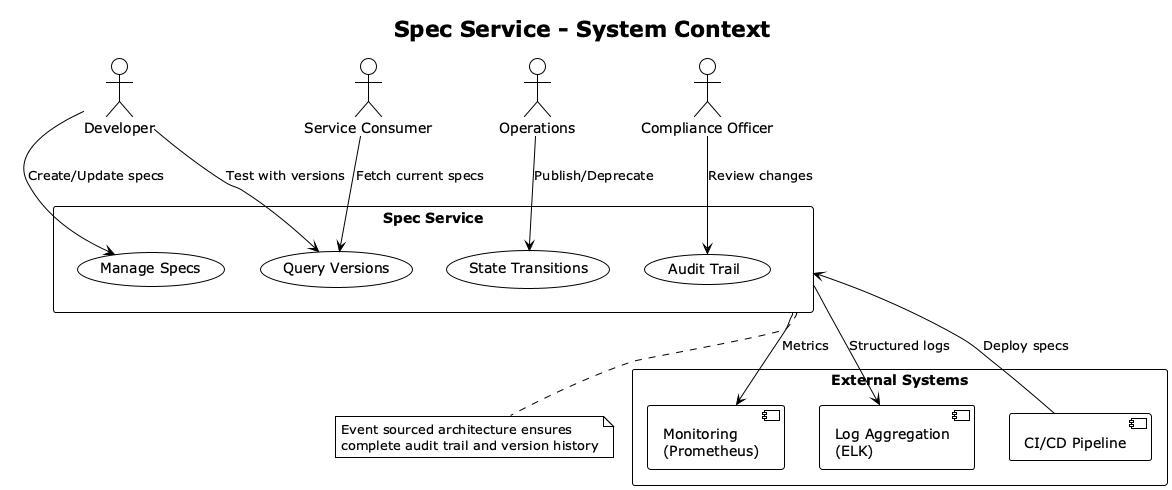 Spec Service - System Context
Developer
Service Consumer
Operations
Compliance Officer
Create/Update specs
Test with versions
Fetch current specs
Publish/Deprecate
Review changes
Spec Service
Manage Specs
Query Versions
State Transitions
Audit Trail
Metrics
Structured logs
Deploy specs
External Systems
Event sourced architecture ensures
complete audit trail and version history
Monitoring
(Prometheus)
Log Aggregation
(ELK)
CI/CD Pipeline